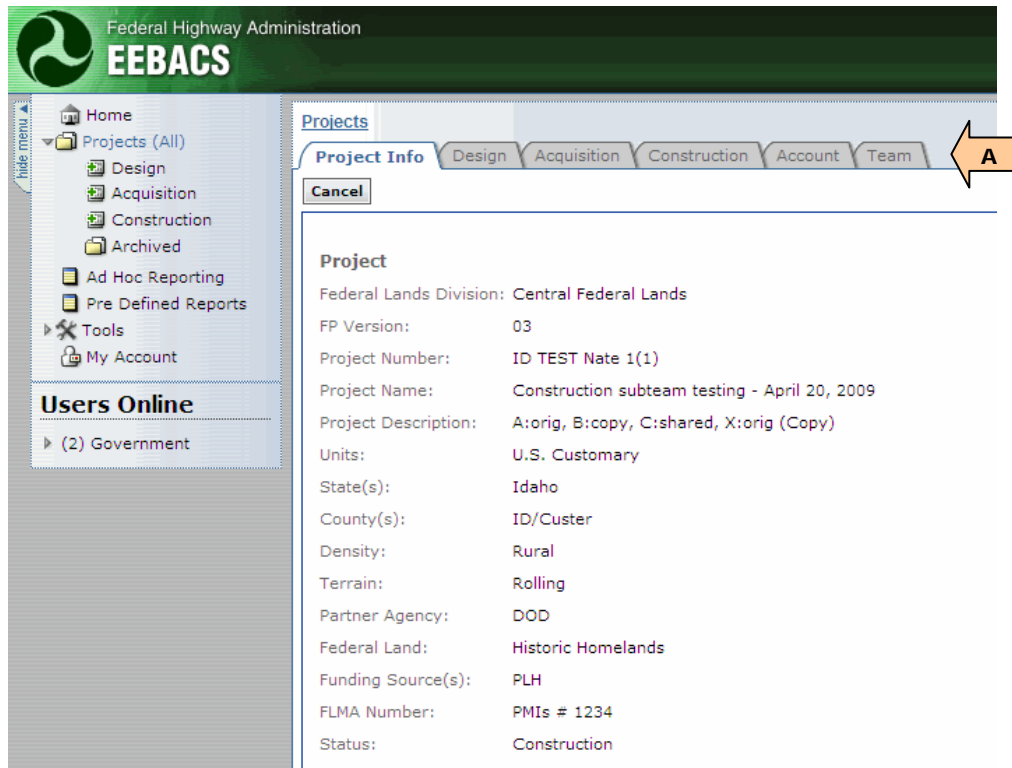 Federal Highway Administration
EEBACS
hide menu
Home
Projects (All)
Design
Acquisition
Construction
Archived
Ad Hoc Reporting
Pre Defined Reports
Tools
My Account
Users Online
(2) Government
Projects
Project Info Design Acquisition Construction Account Team
A
Cancel
Project
Federal Lands Division: Central Federal Lands
FP Version: 03
Project Number: ID TEST Nate 1(1)
Project Name: Construction subteam testing - April 20, 2009
Project Description: A:orig, B:copy, C:shared, X:orig (Copy)
Units: U.S. Customary
State(s): Idaho
County(s): ID/Custer
Density: Rural
Terrain: Rolling
Partner Agency: DOD
Federal Land: Historic Homelands
Funding Source(s): PLH
FLMA Number: PMIs # 1234
Status: Construction